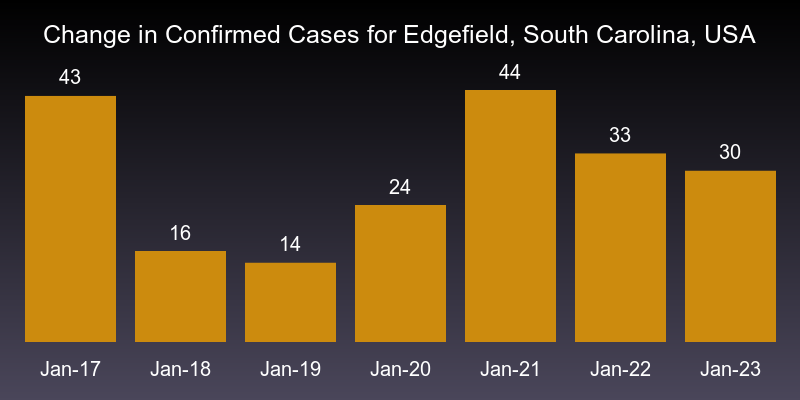 Change in Confirmed Cases for Edgefield, South Carolina, USA
43
16
14
24
44
33
30
Jan-17
Jan-18
Jan-19
Jan-20
Jan-21
Jan-22
Jan-23